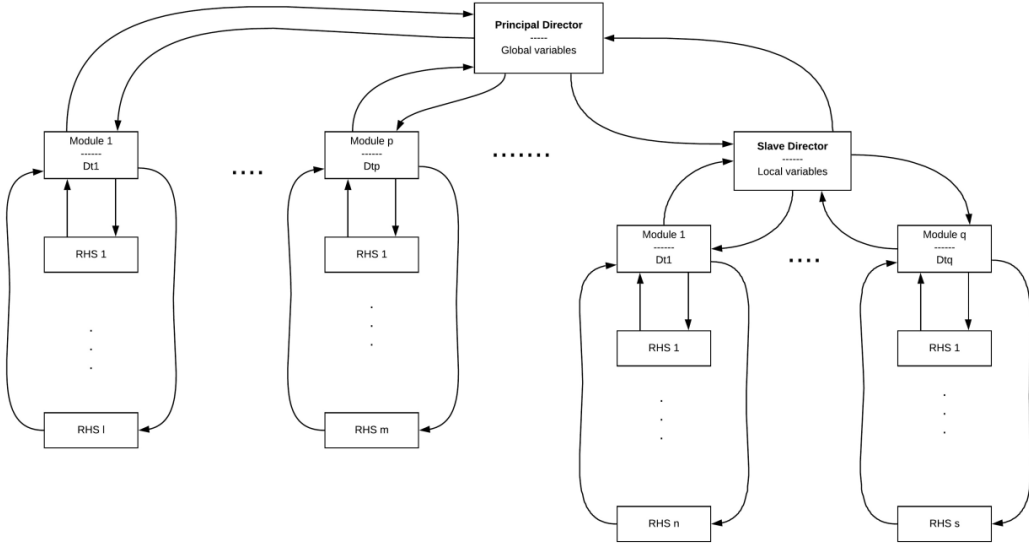 Principal Director
-----
Global variables
Module 1
------
Dt1
Module p
------
Dtp
Slave Director
------
Local variables
Module 1
------
Dt1
Module q
------
Dtq
RHS 1
RHS 1
RHS 1
RHS 1
RHS l
RHS m
RHS n
RHS s